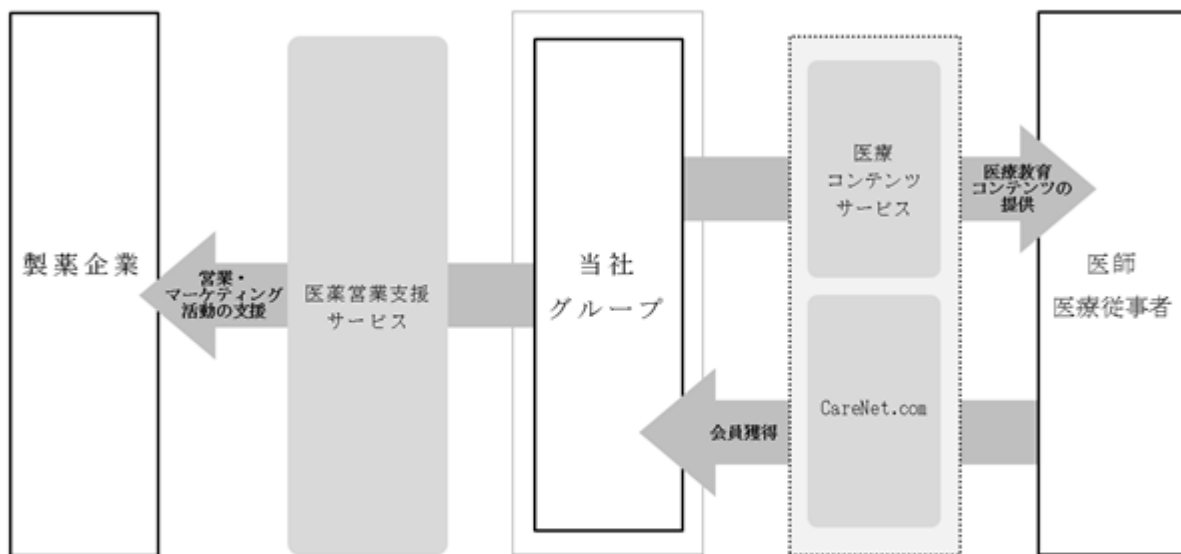 製薬企業
営業・
マーケティング
活動の支援
医薬営業支援
サービス
当社
グループ
医療
コンテンツ
サービス
医療教育
コンテンツの
提供
医師
医療従事者
会員獲得
CareNet.com